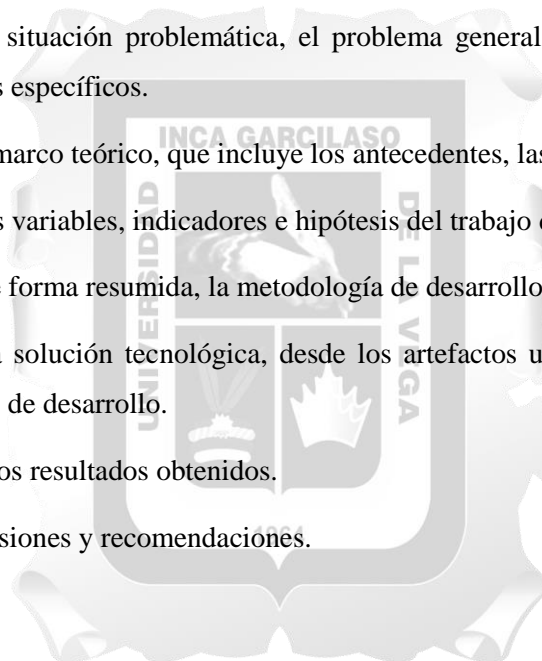 situación problemática, el problema general
s específicos.
INCA GARCILASO
marco teórico, que incluye los antecedentes, las
s variables, indicadores e hipótesis del trabajo
UNIVERSIDAD
DE LA VEGA
forma resumida, la metodología de desarrollo
solución tecnológica, desde los artefactos u
de desarrollo.
os resultados obtenidos.
siones y recomendaciones.
1964